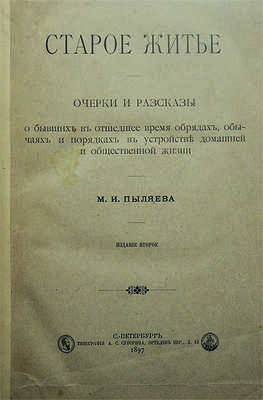 СТАРОЕ ЖИТЬЕ
ОЧЕРКИ И РАЗСКАЗЫ
о бывшихъ въ отшедшее время обрядахъ, обы-
чаяхъ и порядкахъ въ устройствѣ домашней
и общественной жизни
М. И. ПЫЛЯЕВА
ИЗДАНІЕ ВТОРОЕ
С.-ПЕТЕРБУРГЪ
ТИПОГРАФІЯ А. С. СУВОРИНА. ЭРТЕЛЕВЪ ПЕР., Д. 13
1897